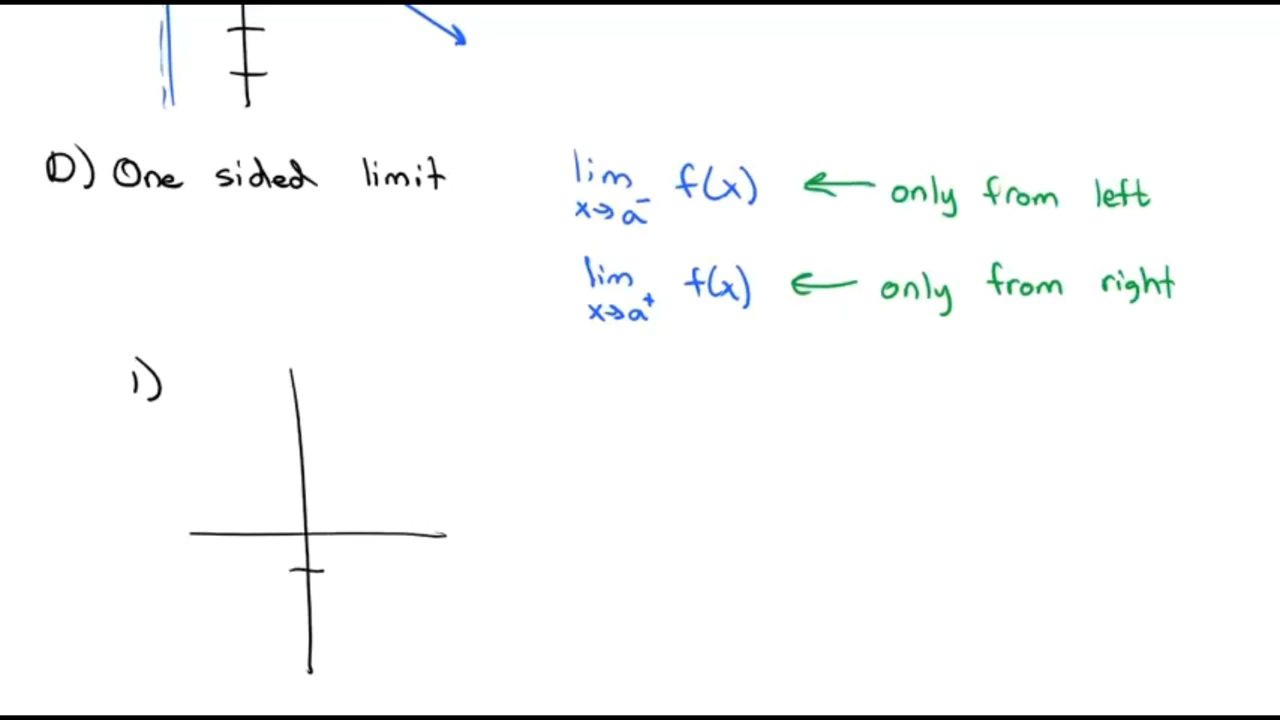 D) One sided limit
lim f(x) ← only from left
x→a⁻
lim f(x) ← only from right
x→a⁺
1)